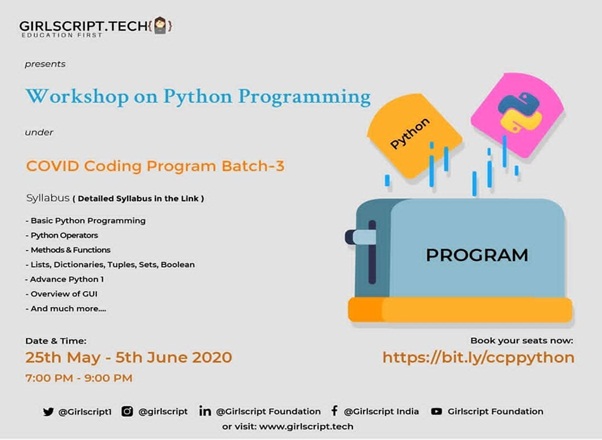 GIRLSCRIPT.TECH{ }
EDUCATION FIRST
presents
Workshop on Python Programming
under
COVID Coding Program Batch-3
Syllabus ( Detailed Syllabus in the Link )
- Basic Python Programming
- Python Operators
- Methods & Functions
- Lists, Dictionaries, Tuples, Sets, Boolean
- Advance Python 1
- Overview of GUI
- And much more....
Python
PROGRAM
Date & Time:
25th May - 5th June 2020
7:00 PM - 9:00 PM
Book your seats now:
https://bit.ly/ccppython
@Girlscript1 @girlscript @Girlscript Foundation @Girlscript India Girlscript Foundation
or visit: www.girlscript.tech